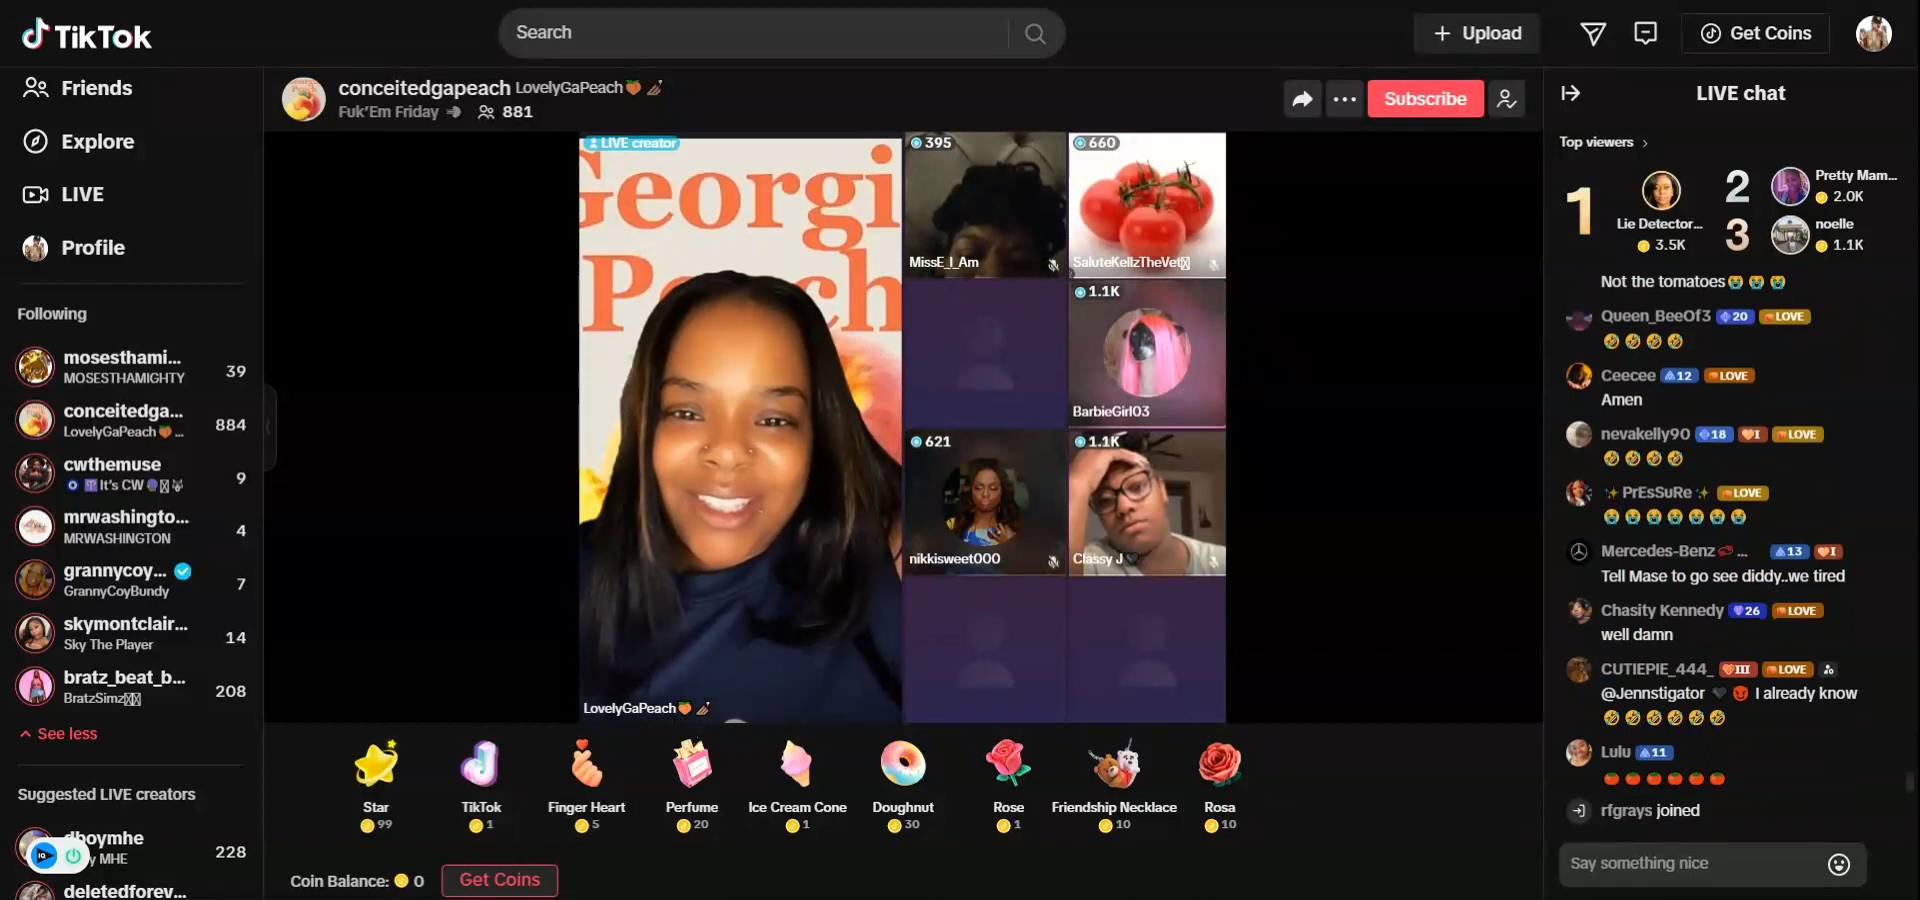 TikTok
Search
Upload
Get Coins
Friends
Explore
LIVE
Profile
Following
mosesthami...
MOSESTHAMIGHTY
39
conceitedga...
LovelyGaPeach🍑...
884
cwthemuse
It's CW
9
mrwashingto...
MRWASHINGTON
4
grannycoy...
GrannyCoyBundy
7
skymontclair...
Sky The Player
14
bratz_beat_b...
BratzSimz
208
See less
Suggested LIVE creators
dboymhe
y MHE
228
deletedforev...
conceitedgapeach LovelyGaPeach🍑💅🏾
Fuk'Em Friday 💨 881
Subscribe
LIVE creator
Georgi
Peach
LovelyGaPeach🍑💅🏾
395
MissE_I_Am
660
SaluteKellzTheVet
1.1K
BarbieGirl03
621
nikkisweet000
1.1K
Classy J🖤
Star
99
TikTok
1
Finger Heart
5
Perfume
20
Ice Cream Cone
1
Doughnut
30
Rose
1
Friendship Necklace
10
Rosa
10
Coin Balance: 0
Get Coins
LIVE chat
Top viewers
1
Lie Detector...
3.5K
2
Pretty Mam...
2.0K
3
noelle
1.1K
Not the tomatoes😭😭😭
Queen_BeeOf3 20 LOVE
🤣🤣🤣🤣
Ceecee 12 LOVE
Amen
nevakelly90 18 I LOVE
🤣🤣🤣🤣
✨PrEsSuRe✨ LOVE
😭😭😭😭😭😭😭
Mercedes-Benz... 13 I
Tell Mase to go see diddy..we tired
Chasity Kennedy 26 LOVE
well damn
CUTIEPIE_444_ III LOVE
@Jennstigator 🖤 😈 I already know
🤣🤣🤣🤣🤣🤣
Lulu 11
🍅🍅🍅🍅🍅🍅
rfgrays joined
Say something nice